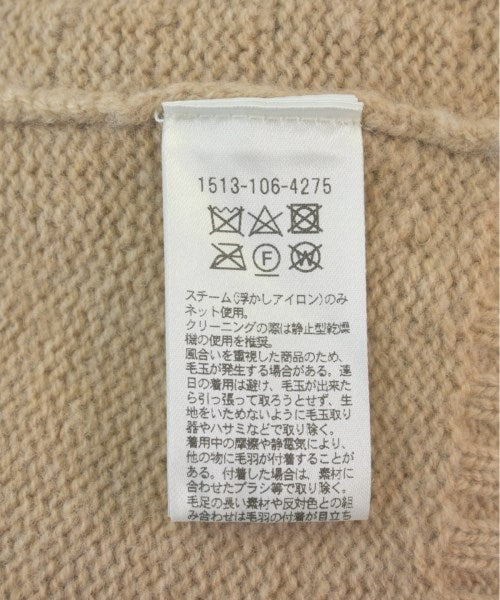 1513-106-4275
F W
スチーム(浮かしアイロン)のみ
ネット使用。
クリーニングの際は静止型乾燥
機の使用を推奨。
風合いを重視した商品のため、
毛玉が発生する場合がある。連
日の着用は避け、毛玉が出来た
ら引っ張って取ろうとせず、生
地をいためないように毛玉取り
器やハサミなどで取り除く。
着用中の摩擦や静電気により、
他の物に毛羽が付着することが
ある。付着した場合は、素材に
合わせたブラシ等で取り除く。
毛足の長い素材や反対色との組
み合わせは毛羽の付着が目立ち